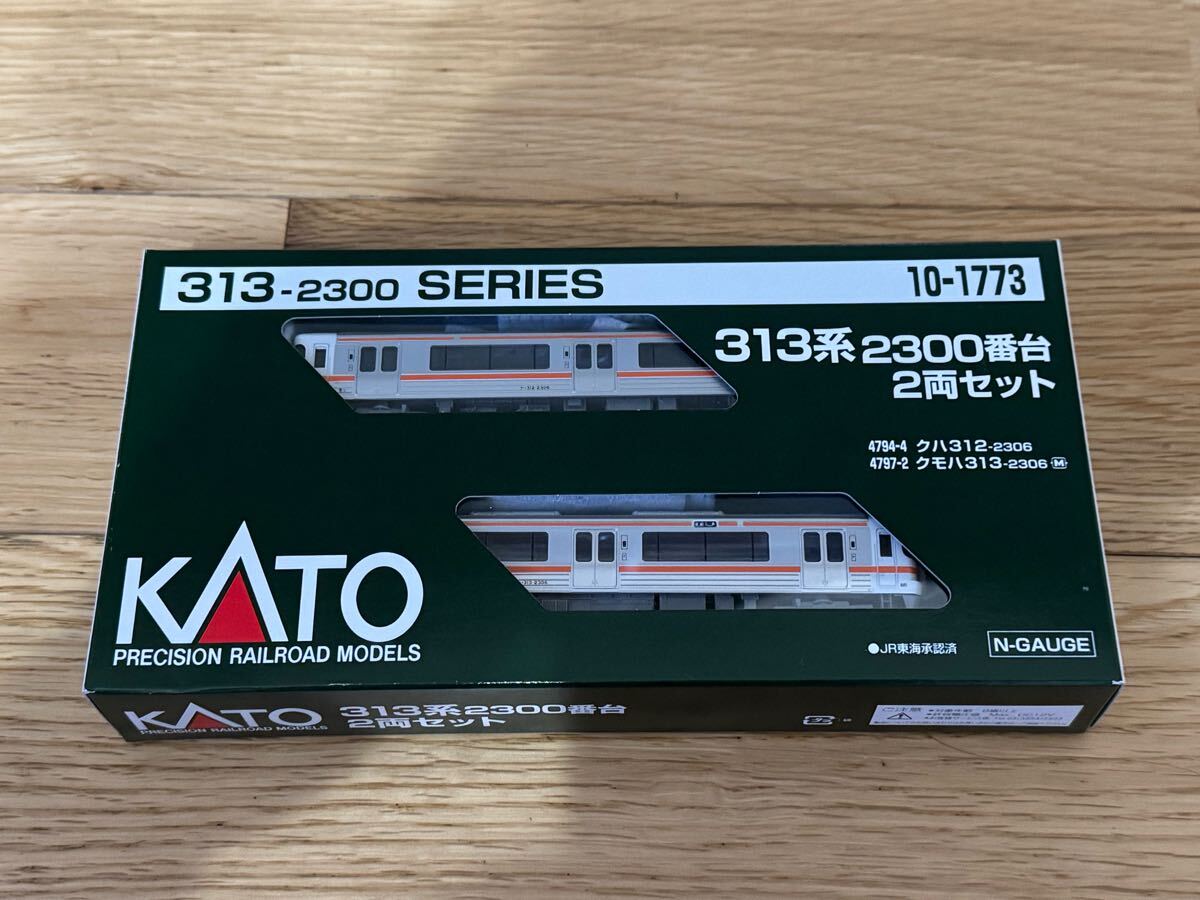 313-2300 SERIES
10-1773
313系 2300番台
2両セット
4794-4 クハ312-2306
4797-2 クモハ313-2306 M
KATO
PRECISION RAILROAD MODELS
●JR東海承認済
N-GAUGE
KATO
PRECISION RAILROAD MODELS
313系2300番台
2両セット
ご注意